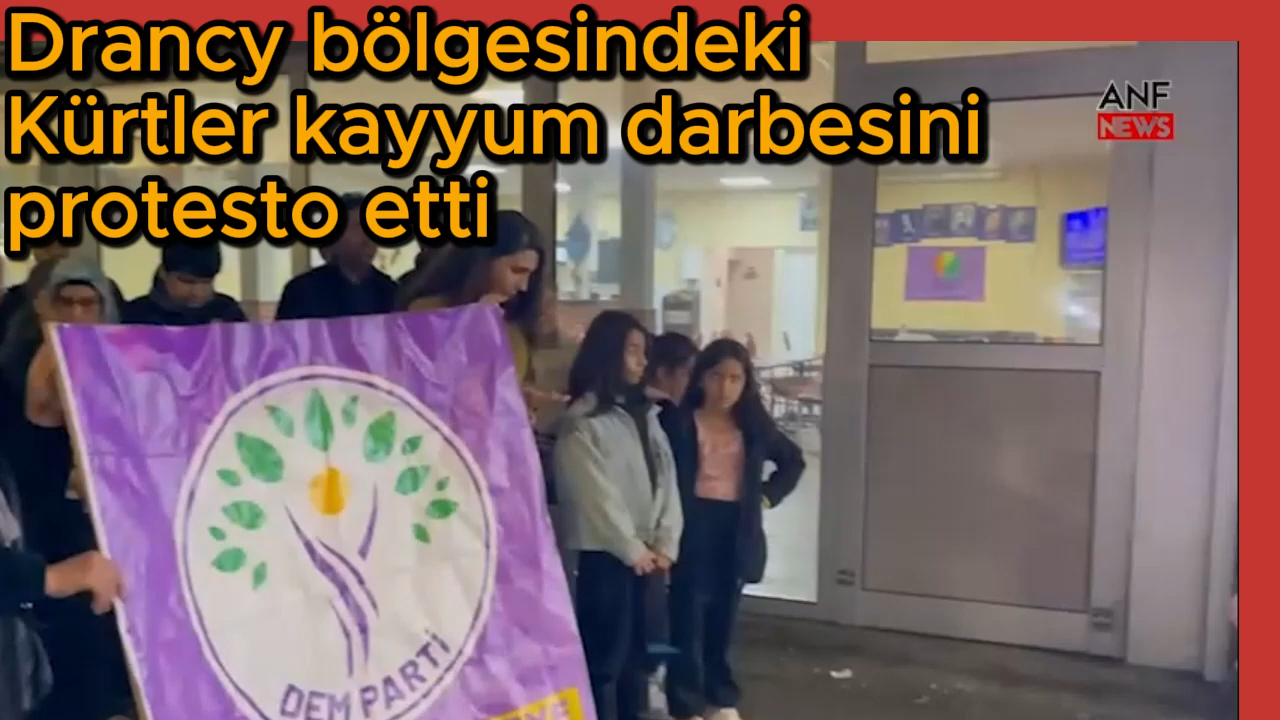 Drancy bölgesindeki
Kürtler kayyum darbesini
protesto etti
ANF
NEWS
DEM PARTİ